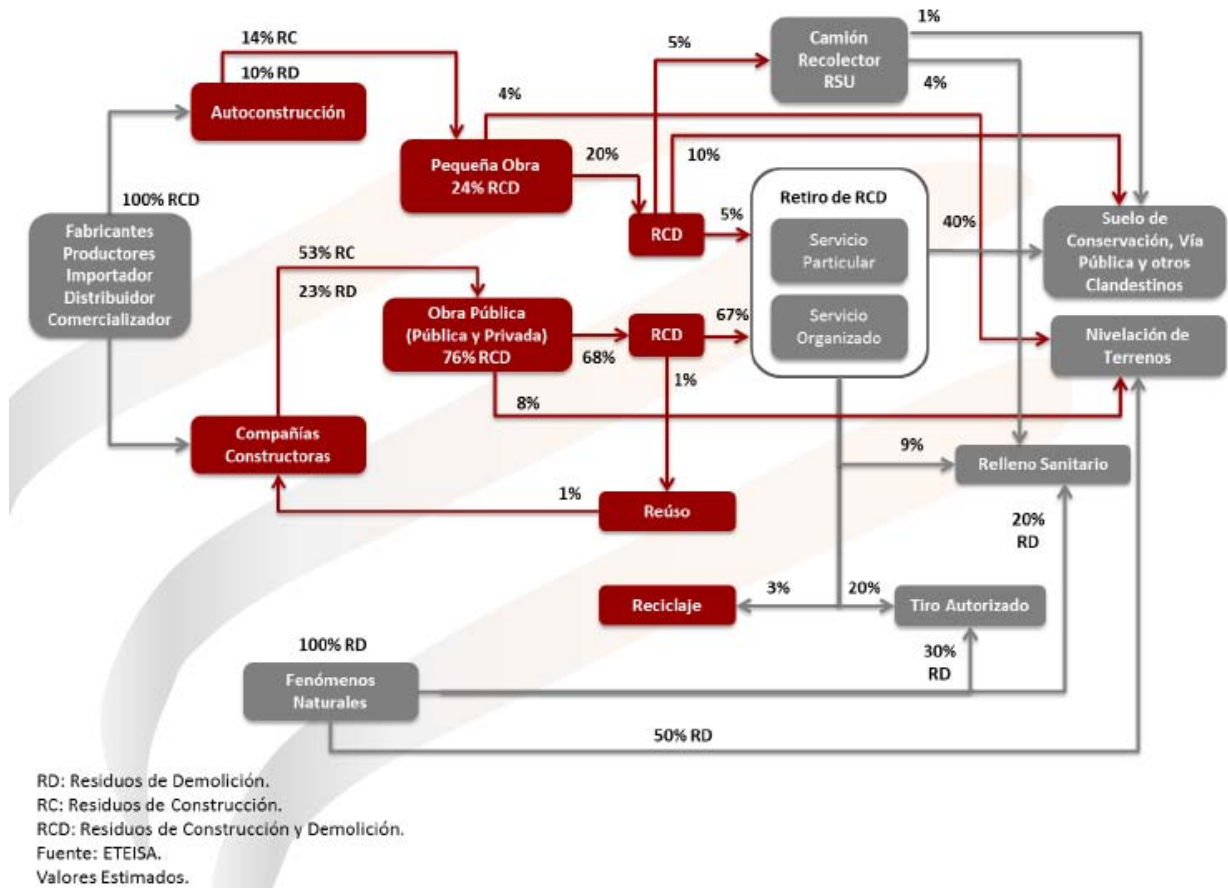 14% RC
10% RD
Autoconstrucción
100% RCD
Fabricantes
Productores
Importador
Distribuidor
Comercializador
53% RC
23% RD
Compañías
Constructoras
4%
Pequeña Obra
24% RCD
20%
RCD
5%
10%
5%
Camión
Recolector
RSU
1%
4%
Retiro de RCD
Servicio
Particular
Servicio
Organizado
40%
Suelo de
Conservación, Vía
Pública y otros
Clandestinos
Obra Pública
(Pública y Privada)
76% RCD
68%
RCD
67%
1%
8%
Nivelación de
Terrenos
9%
Relleno Sanitario
1%
Reúso
20%
RD
Reciclaje
3%
20%
Tiro Autorizado
30%
RD
100% RD
Fenómenos
Naturales
50% RD
RD: Residuos de Demolición.
RC: Residuos de Construcción.
RCD: Residuos de Construcción y Demolición.
Fuente: ETEISA.
Valores Estimados.